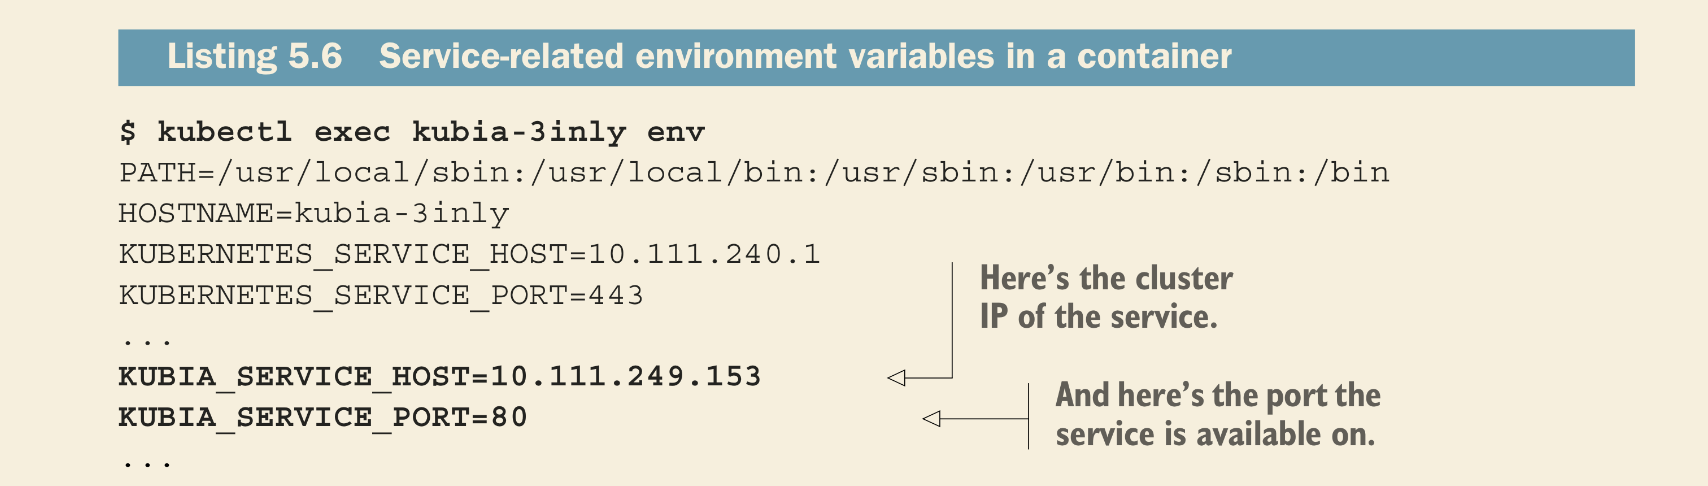 Listing 5.6 Service-related environment variables in a container
$ kubectl exec kubia-3inly env
PATH=/usr/local/sbin:/usr/local/bin:/usr/sbin:/usr/bin:/sbin:/bin
HOSTNAME=kubia-3inly
KUBERNETES_SERVICE_HOST=10.111.240.1
KUBERNETES_SERVICE_PORT=443
...
KUBIA_SERVICE_HOST=10.111.249.153
KUBIA_SERVICE_PORT=80
...
Here's the cluster
IP of the service.
And here's the port the
service is available on.